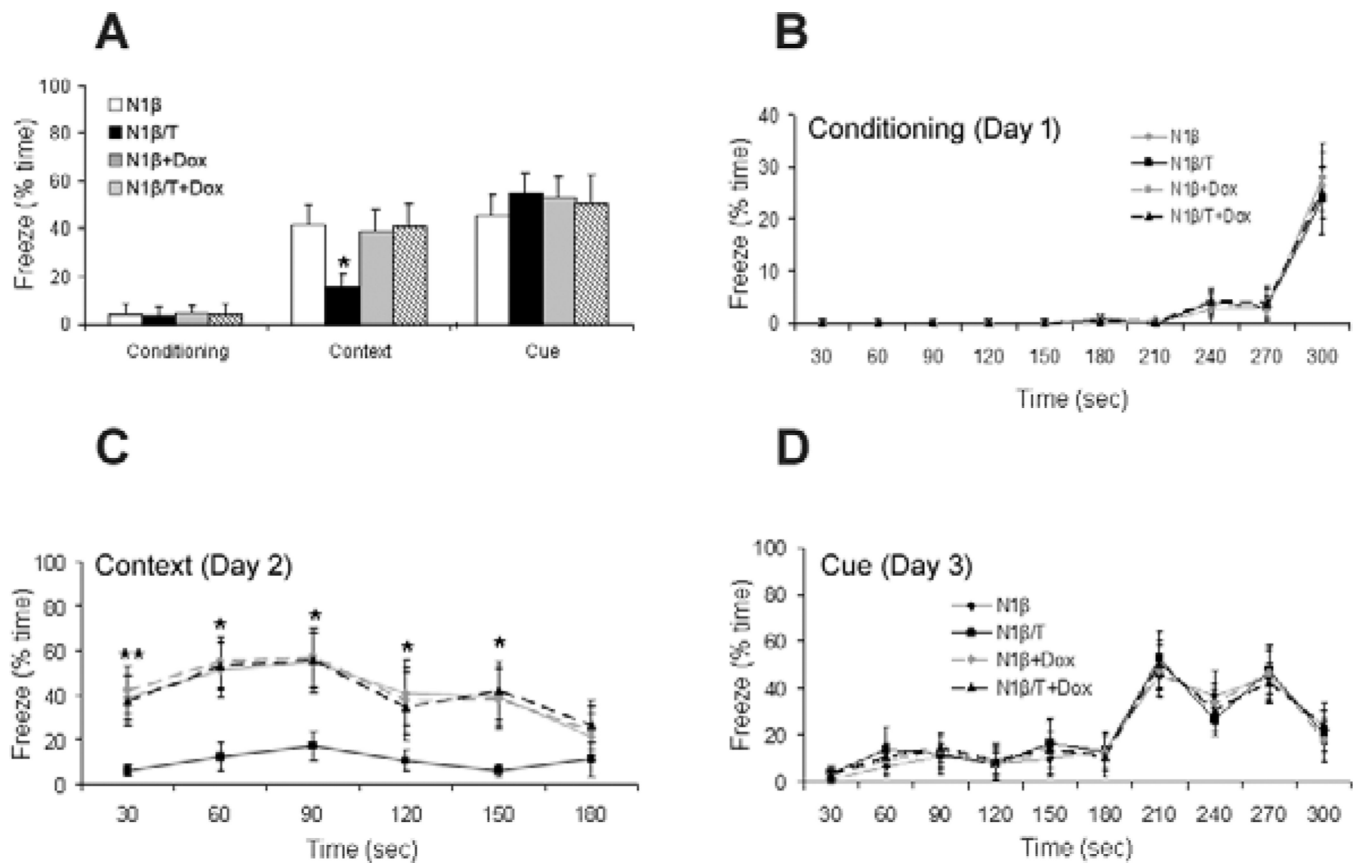 A
Freeze (% time)
100
80
60
40
20
0
N1β
N1β/T
N1β+Dox
N1β/T+Dox
*
Conditioning
Context
Cue
B
Conditioning (Day 1)
Freeze (% time)
40
30
20
10
0
N1β
N1β/T
N1β+Dox
N1β/T+Dox
30 60 90 120 150 180 210 240 270 300
Time (sec)
C
Context (Day 2)
Freeze (% time)
100
80
60
40
20
0
** * * * *
30 60 90 120 150 180
Time (sec)
D
Cue (Day 3)
Freeze (% time)
100
80
60
40
20
0
N1β
N1β/T
N1β+Dox
N1β/T+Dox
30 60 90 120 150 180 210 240 270 300
Time (sec)